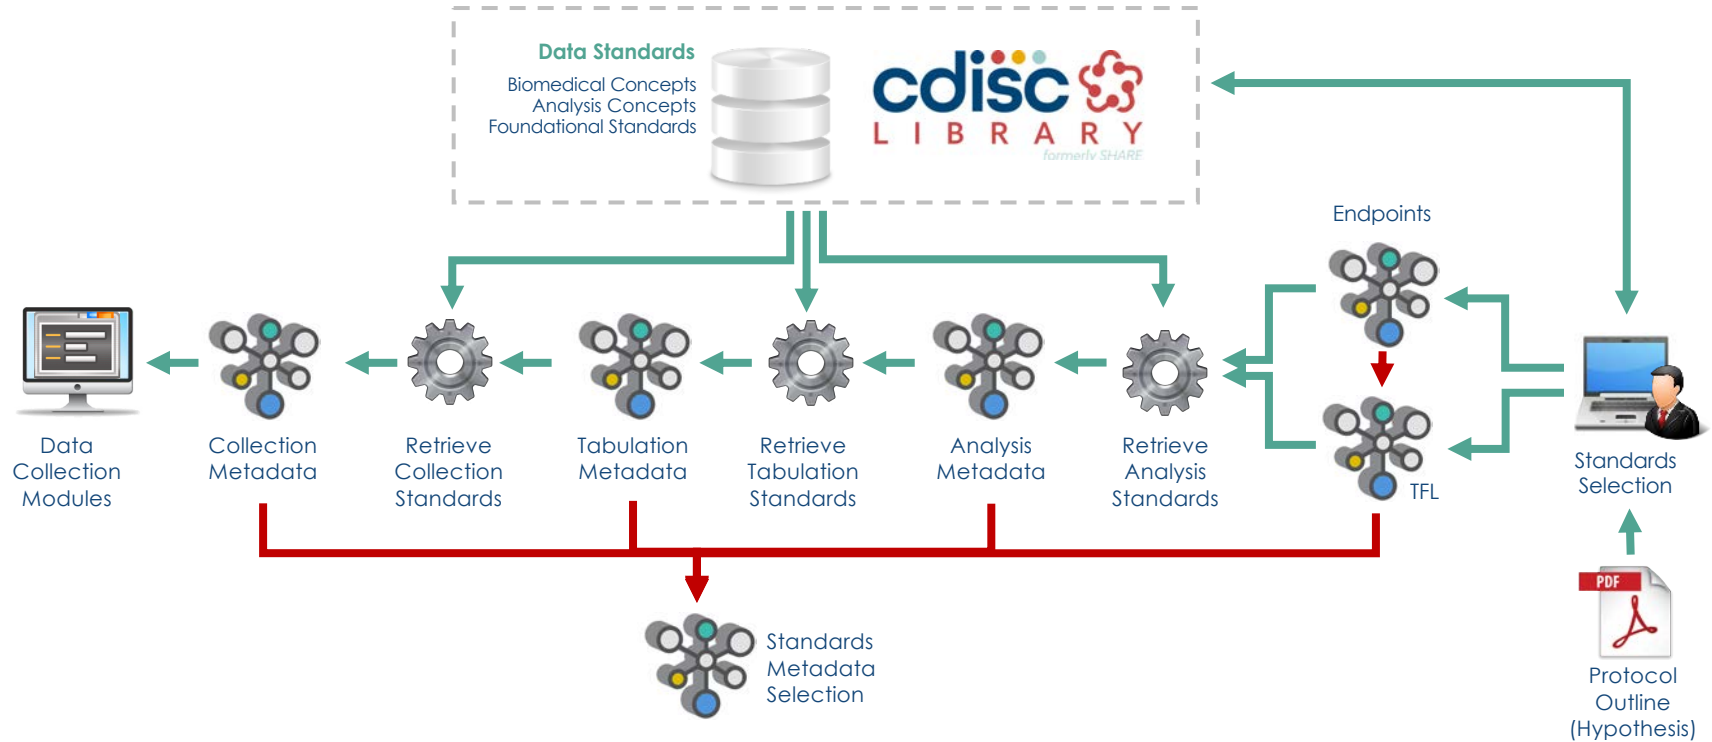 Data Standards
Biomedical Concepts
Analysis Concepts
Foundational Standards
cdisc
LIBRARY
formerly SHARE
Endpoints
TFL
Data
Collection
Modules
Collection
Metadata
Retrieve
Collection
Standards
Tabulation
Metadata
Retrieve
Tabulation
Standards
Analysis
Metadata
Retrieve
Analysis
Standards
Standards
Selection
Standards
Metadata
Selection
PDF
Protocol
Outline
(Hypothesis)